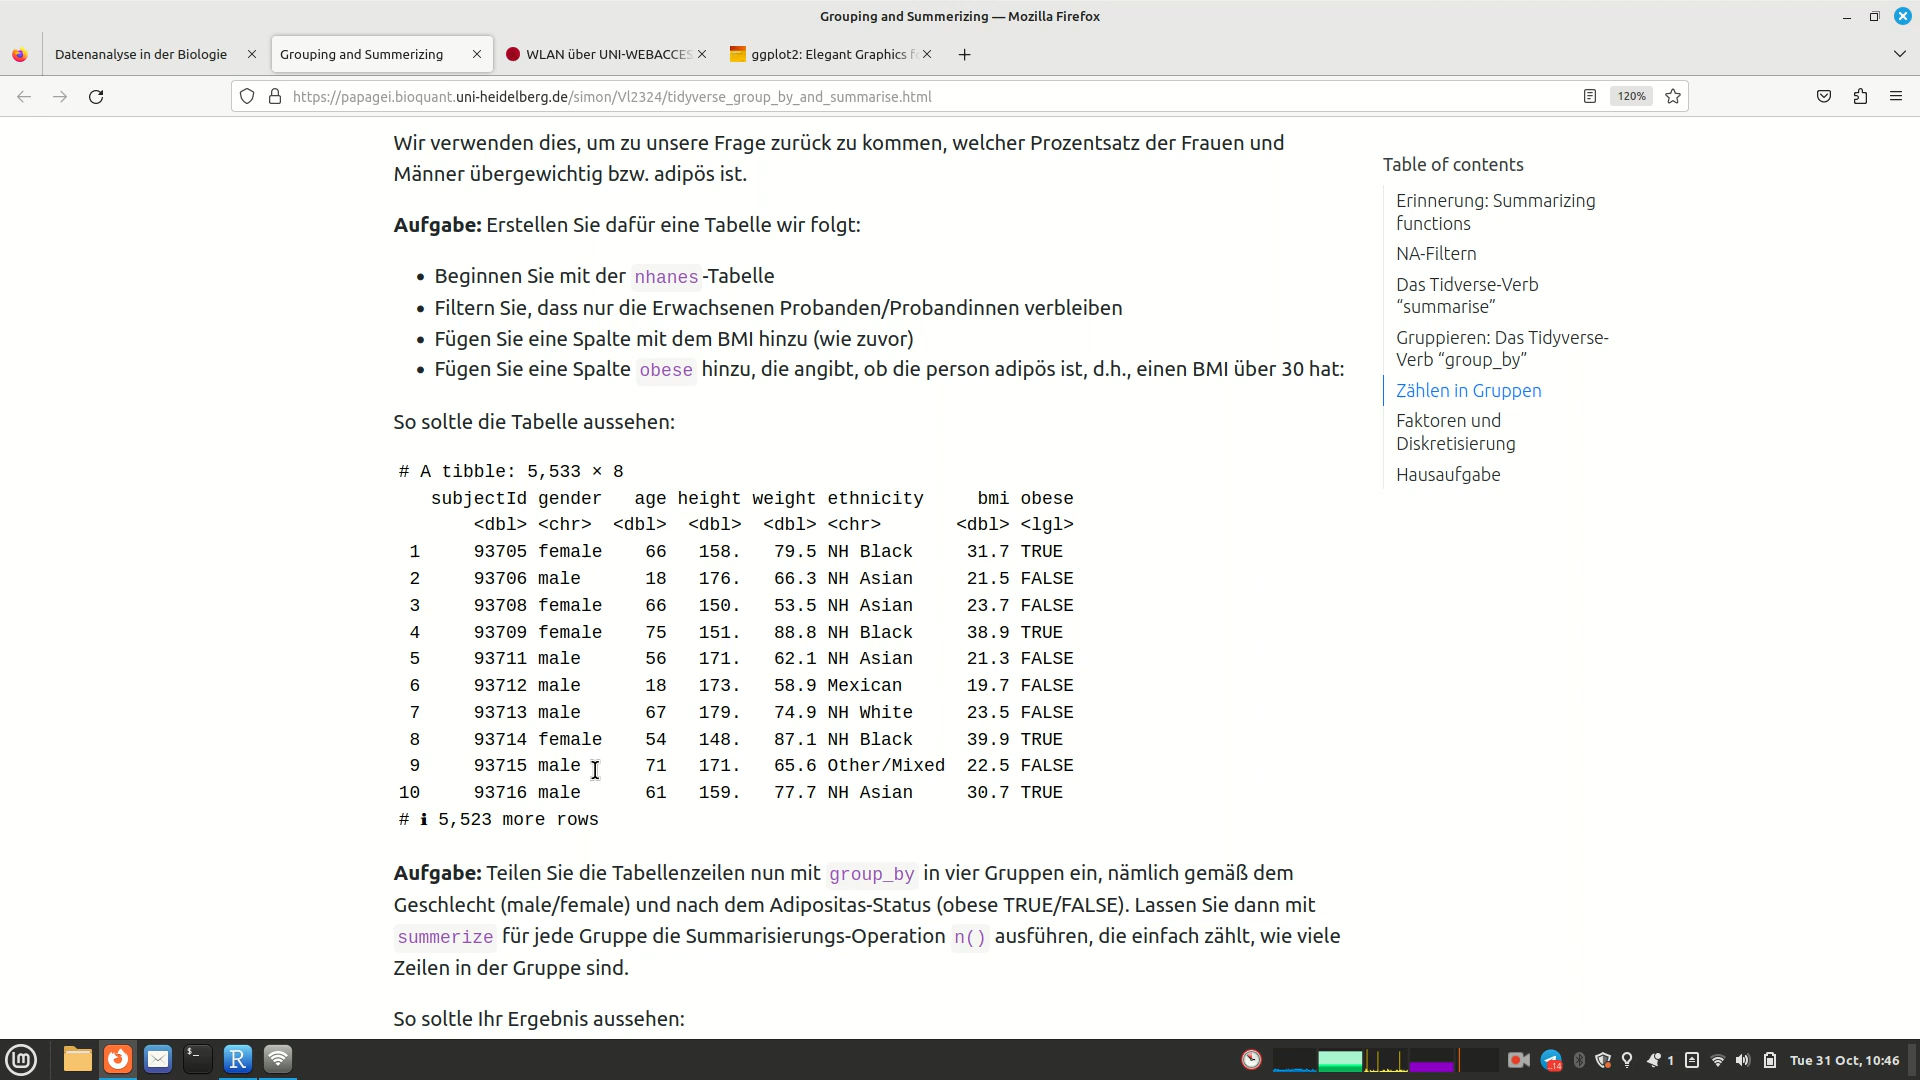 Grouping and Summerizing — Mozilla Firefox
Datenanalyse in der Biologie
Grouping and Summerizing
WLAN über UNI-WEBACCES
ggplot2: Elegant Graphics f
https://papagei.bioquant.uni-heidelberg.de/simon/Vl2324/tidyverse_group_by_and_summarise.html
120%
Wir verwenden dies, um zu unsere Frage zurück zu kommen, welcher Prozentsatz der Frauen und
Männer übergewichtig bzw. adipös ist.
Aufgabe: Erstellen Sie dafür eine Tabelle wir folgt:
• Beginnen Sie mit der nhanes-Tabelle
• Filtern Sie, dass nur die Erwachsenen Probanden/Probandinnen verbleiben
• Fügen Sie eine Spalte mit dem BMI hinzu (wie zuvor)
• Fügen Sie eine Spalte obese hinzu, die angibt, ob die person adipös ist, d.h., einen BMI über 30 hat:
So soltle die Tabelle aussehen:
# A tibble: 5,533 × 8
subjectId gender age height weight ethnicity bmi obese
<dbl> <chr> <dbl> <dbl> <dbl> <chr> <dbl> <lgl>
1 93705 female 66 158. 79.5 NH Black 31.7 TRUE
2 93706 male 18 176. 66.3 NH Asian 21.5 FALSE
3 93708 female 66 150. 53.5 NH Asian 23.7 FALSE
4 93709 female 75 151. 88.8 NH Black 38.9 TRUE
5 93711 male 56 171. 62.1 NH Asian 21.3 FALSE
6 93712 male 18 173. 58.9 Mexican 19.7 FALSE
7 93713 male 67 179. 74.9 NH White 23.5 FALSE
8 93714 female 54 148. 87.1 NH Black 39.9 TRUE
9 93715 male 71 171. 65.6 Other/Mixed 22.5 FALSE
10 93716 male 61 159. 77.7 NH Asian 30.7 TRUE
# ℹ 5,523 more rows
Aufgabe: Teilen Sie die Tabellenzeilen nun mit group_by in vier Gruppen ein, nämlich gemäß dem
Geschlecht (male/female) und nach dem Adipositas-Status (obese TRUE/FALSE). Lassen Sie dann mit
summerize für jede Gruppe die Summarisierungs-Operation n() ausführen, die einfach zählt, wie viele
Zeilen in der Gruppe sind.
So soltle Ihr Ergebnis aussehen:
Table of contents
Erinnerung: Summarizing
functions
NA-Filtern
Das Tidverse-Verb
“summarise”
Gruppieren: Das Tidyverse-
Verb “group_by”
Zählen in Gruppen
Faktoren und
Diskretisierung
Hausaufgabe
lm
R
14
1
Tue 31 Oct, 10:46